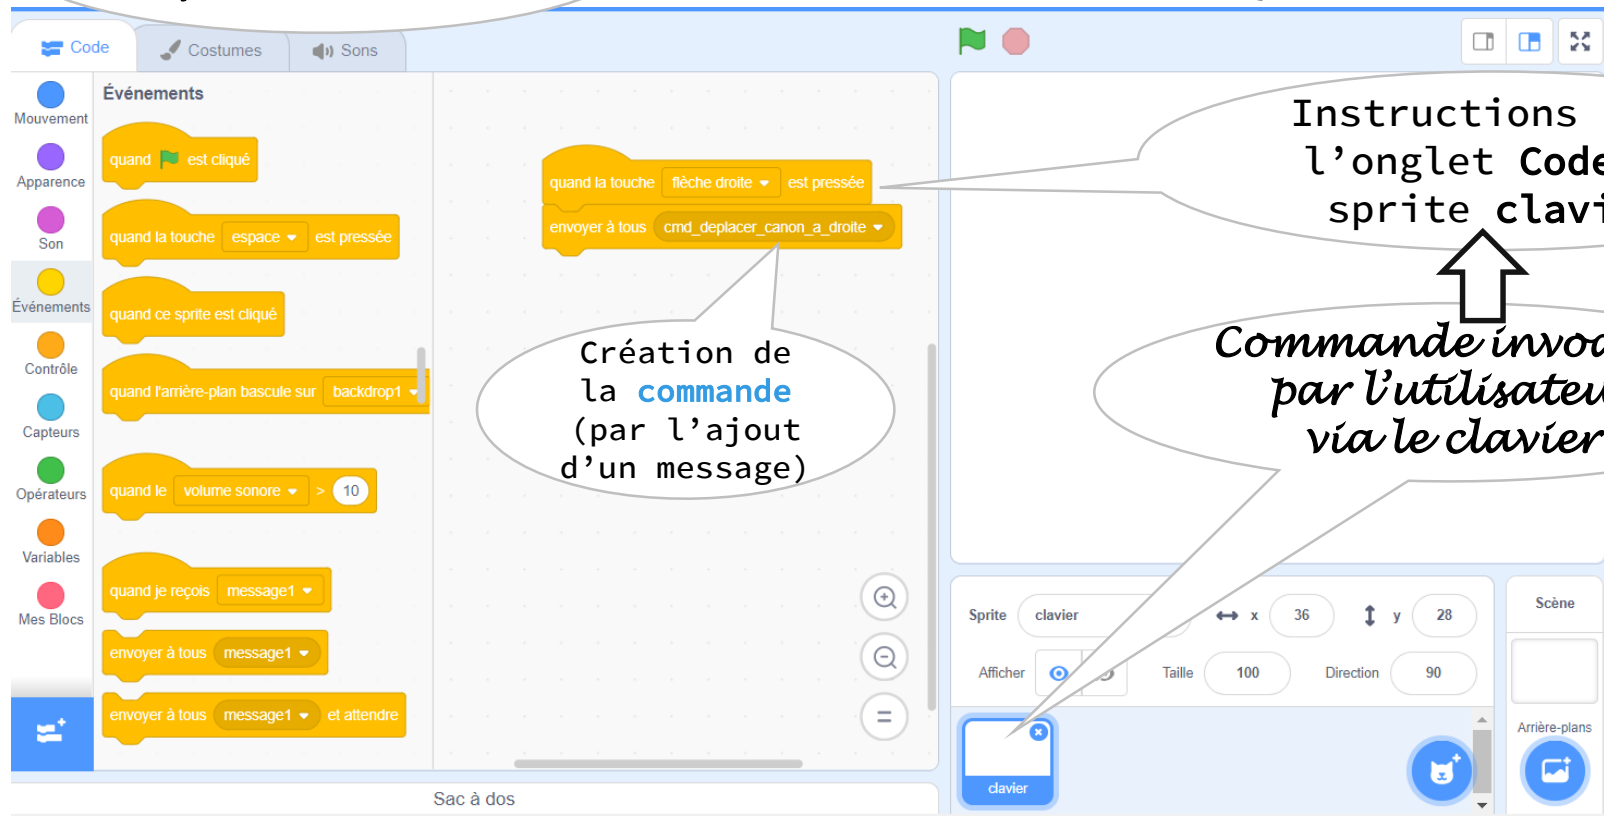 Code
Costumes
Sons
Mouvement
Apparence
Son
Événements
Contrôle
Capteurs
Opérateurs
Variables
Mes Blocs
Événements
quand est cliqué
quand la touche espace est pressée
quand ce sprite est cliqué
quand l'arrière-plan bascule sur backdrop1
quand le volume sonore > 10
quand je reçois message1
envoyer à tous message1
envoyer à tous message1 et attendre
quand la touche flèche droite est pressée
envoyer à tous cmd_deplacer_canon_a_droite
Création de
la commande
(par l’ajout
d’un message)
Instructions
l’onglet Code
sprite clavi
Commande invo
par l’utilisateu
via le clavier
Sprite clavier x 36 y 28
Afficher Taille 100 Direction 90
clavier
Scène
Arrière-plans
Sac à dos